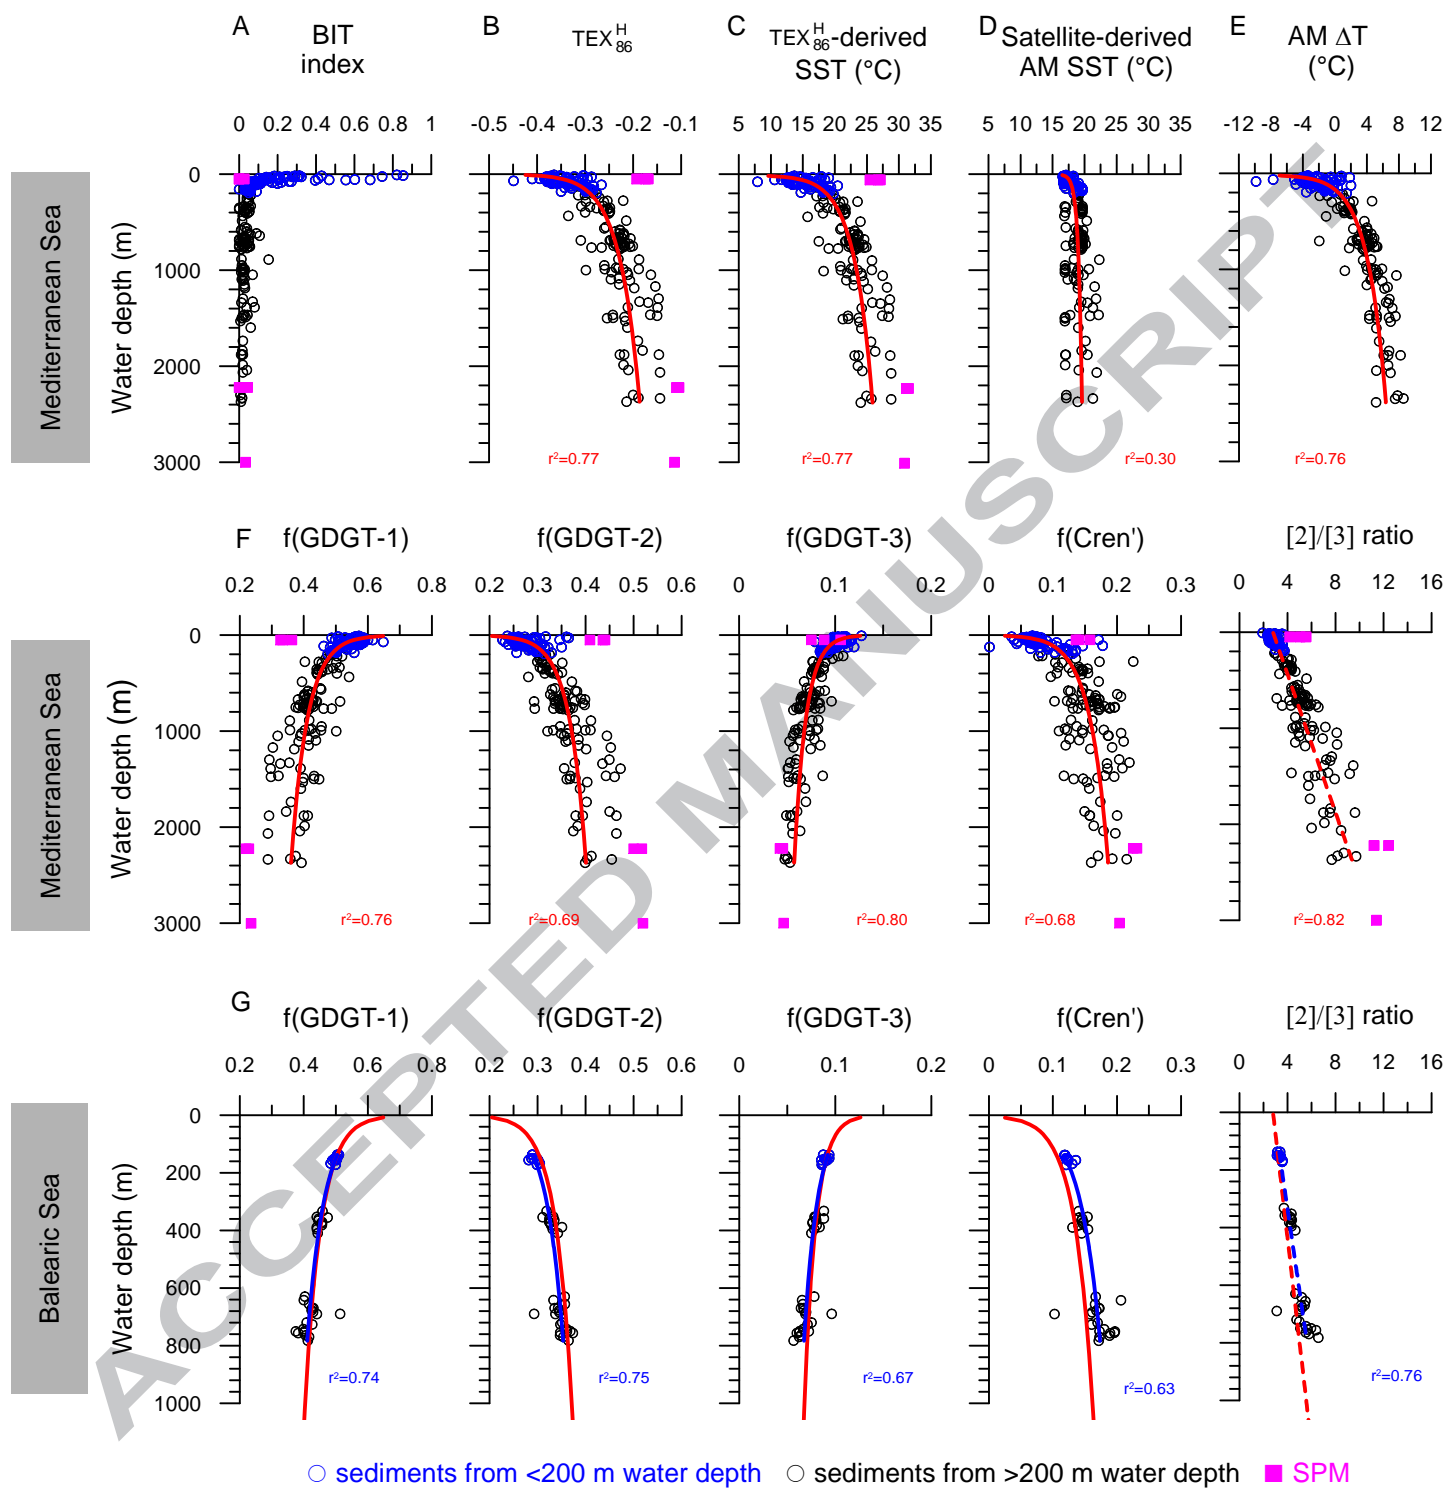 A BIT index
B TEX₈₆ᴴ
C TEX₈₆ᴴ-derived SST (°C)
D Satellite-derived AM SST (°C)
E AM ΔT (°C)
0 0.2 0.4 0.6 0.8 1
-0.5 -0.4 -0.3 -0.2 -0.1
5 10 15 20 25 30 35
5 10 15 20 25 30 35
-12 -8 -4 0 4 8 12
Mediterranean Sea
Water depth (m)
0
1000
2000
3000
r²=0.77
r²=0.77
r²=0.30
r²=0.76
F f(GDGT-1)
f(GDGT-2)
f(GDGT-3)
f(Cren')
[2]/[3] ratio
0.2 0.4 0.6 0.8
0.2 0.3 0.4 0.5 0.6
0 0.1 0.2
0 0.1 0.2 0.3
0 4 8 12 16
Mediterranean Sea
Water depth (m)
0
1000
2000
3000
r²=0.76
r²=0.69
r²=0.80
r²=0.68
r²=0.82
G f(GDGT-1)
f(GDGT-2)
f(GDGT-3)
f(Cren')
[2]/[3] ratio
0.2 0.4 0.6 0.8
0.2 0.3 0.4 0.5 0.6
0 0.1 0.2
0 0.1 0.2 0.3
0 4 8 12 16
Balearic Sea
Water depth (m)
0
200
400
600
800
1000
r²=0.74
r²=0.75
r²=0.67
r²=0.63
r²=0.76
sediments from <200 m water depth
sediments from >200 m water depth
SPM
ACCEPTED MANUSCRIPT